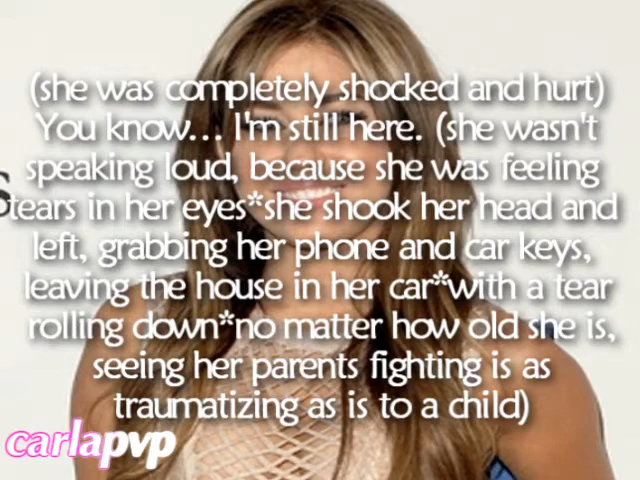 (she was completely shocked and hurt)
You know... I'm still here. (she wasn't
speaking loud, because she was feeling
tears in her eyes*she shook her head and
left, grabbing her phone and car keys,
leaving the house in her car*with a tear
rolling down*no matter how old she is,
seeing her parents fighting is as
traumatizing as is to a child)
carlapvp